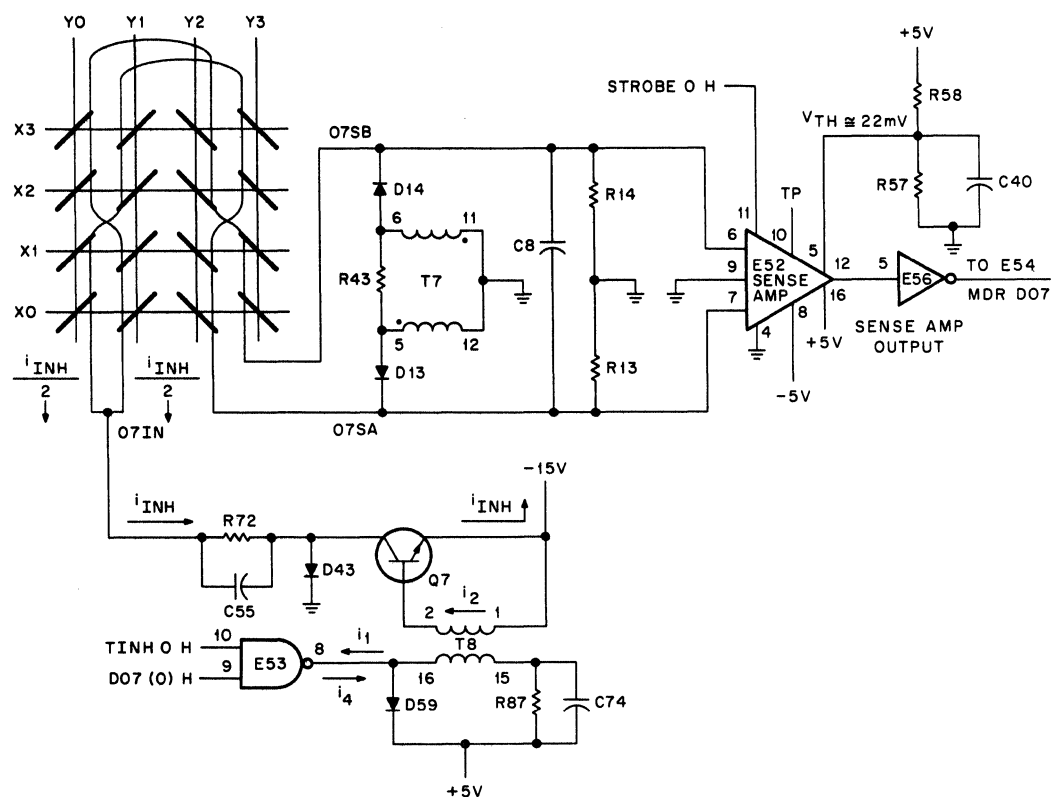 Y0 Y1 Y2 Y3
+5V
STROBE 0 H
R58
VTH ≅ 22mV
X3
07SB
D14
R14
R57
C40
X2
TP
6 11
11
10
6
5
12
5
E56
TO E54
MDR D07
X1
R43
T7
C8
9
E52
SENSE
AMP
7
16
8
4
+5V
SENSE AMP
OUTPUT
X0
5 12
D13
R13
-5V
iINH
2
iINH
2
07IN
07SA
-15V
iINH
R72
iINH
D43
Q7
C55
i2
2 1
T8
TINH 0 H
10
E53
8
i1
D07 (0) H
9
i4
16 15
D59
R87
C74
+5V